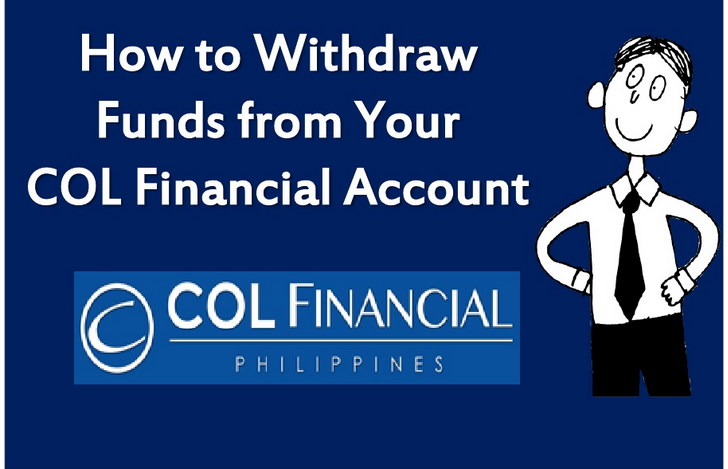 How to Withdraw
Funds from Your
COL Financial Account
COL FINANCIAL
PHILIPPINES